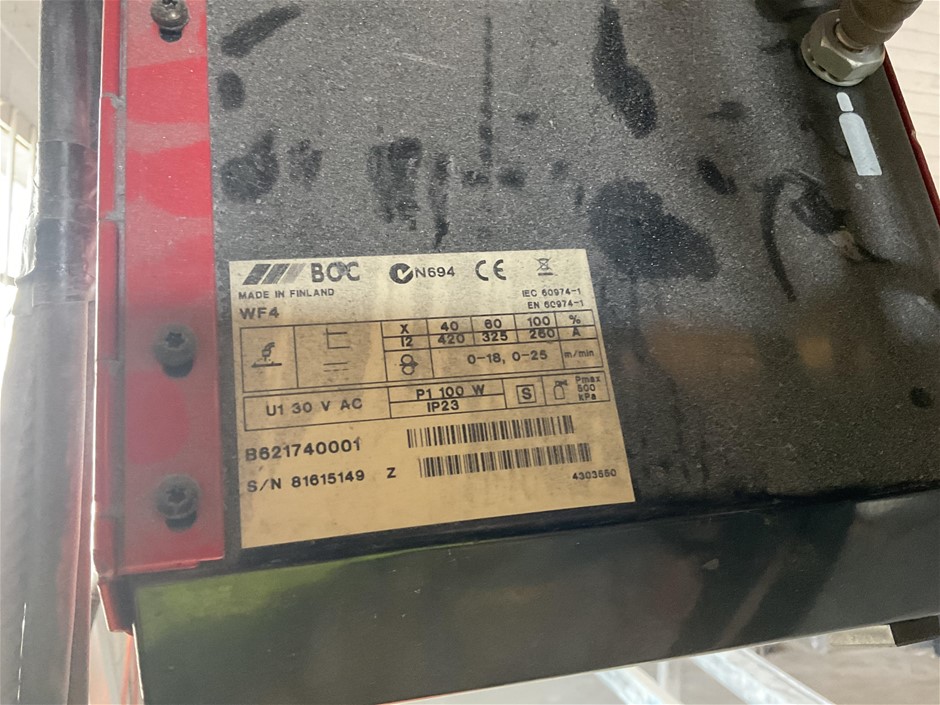 BOC N694 CE
MADE IN FINLAND IEC 60974-1
WF4 EN 60974-1
X 40 60 100 %
I2 420 325 260 A
0-18, 0-25 m/min
U1 30 V AC P1 100 W S Pmax 500 kPa
IP23
B621740001
S/N 81615149 Z 4303550